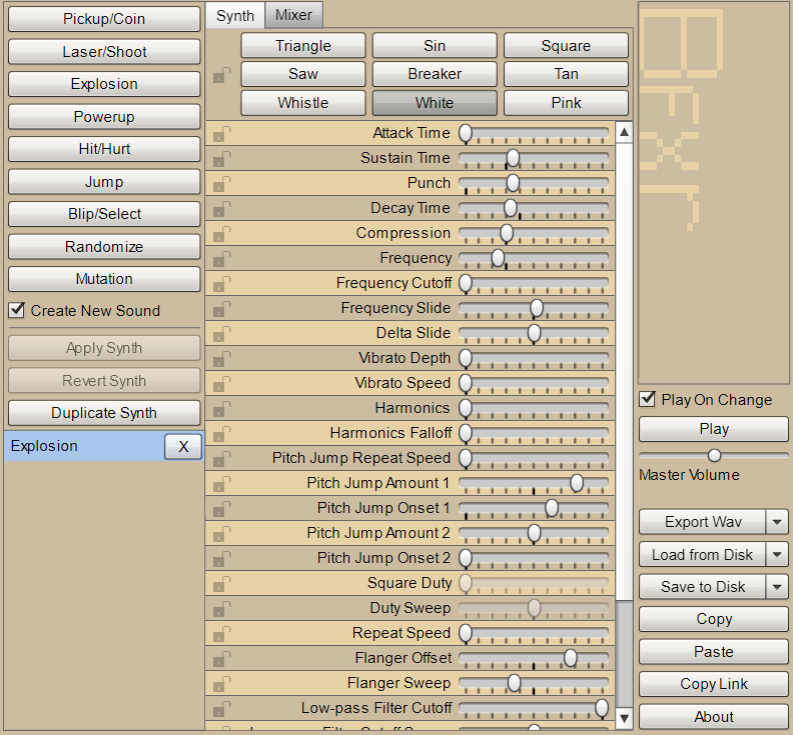 Pickup/Coin
Laser/Shoot
Explosion
Powerup
Hit/Hurt
Jump
Blip/Select
Randomize
Mutation
Create New Sound
Apply Synth
Revert Synth
Duplicate Synth
Explosion X
Synth Mixer
Triangle Sin Square
Saw Breaker Tan
Whistle White Pink
Attack Time
Sustain Time
Punch
Decay Time
Compression
Frequency
Frequency Cutoff
Frequency Slide
Delta Slide
Vibrato Depth
Vibrato Speed
Harmonics
Harmonics Falloff
Pitch Jump Repeat Speed
Pitch Jump Amount 1
Pitch Jump Onset 1
Pitch Jump Amount 2
Pitch Jump Onset 2
Square Duty
Duty Sweep
Repeat Speed
Flanger Offset
Flanger Sweep
Low-pass Filter Cutoff
Bfxr
Play On Change
Play
Master Volume
Export Wav
Load from Disk
Save to Disk
Copy
Paste
Copy Link
About